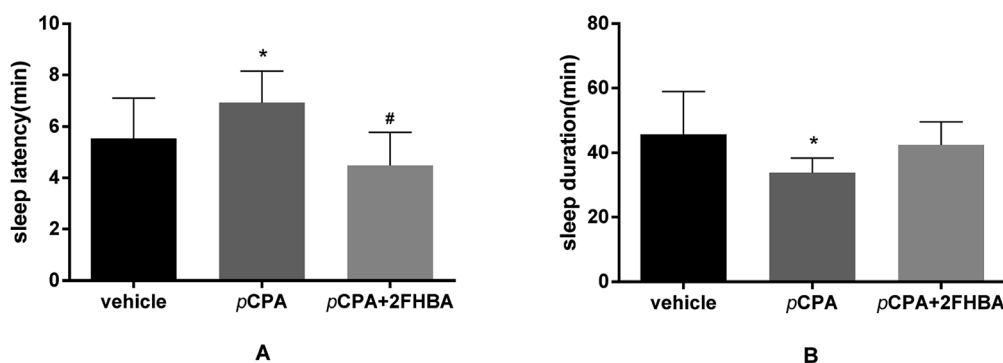 sleep latency(min)
10
8
6
4
2
0
*
#
vehicle
pCPA
pCPA+2FHBA
A
sleep duration(min)
80
60
40
20
0
*
vehicle
pCPA
pCPA+2FHBA
B